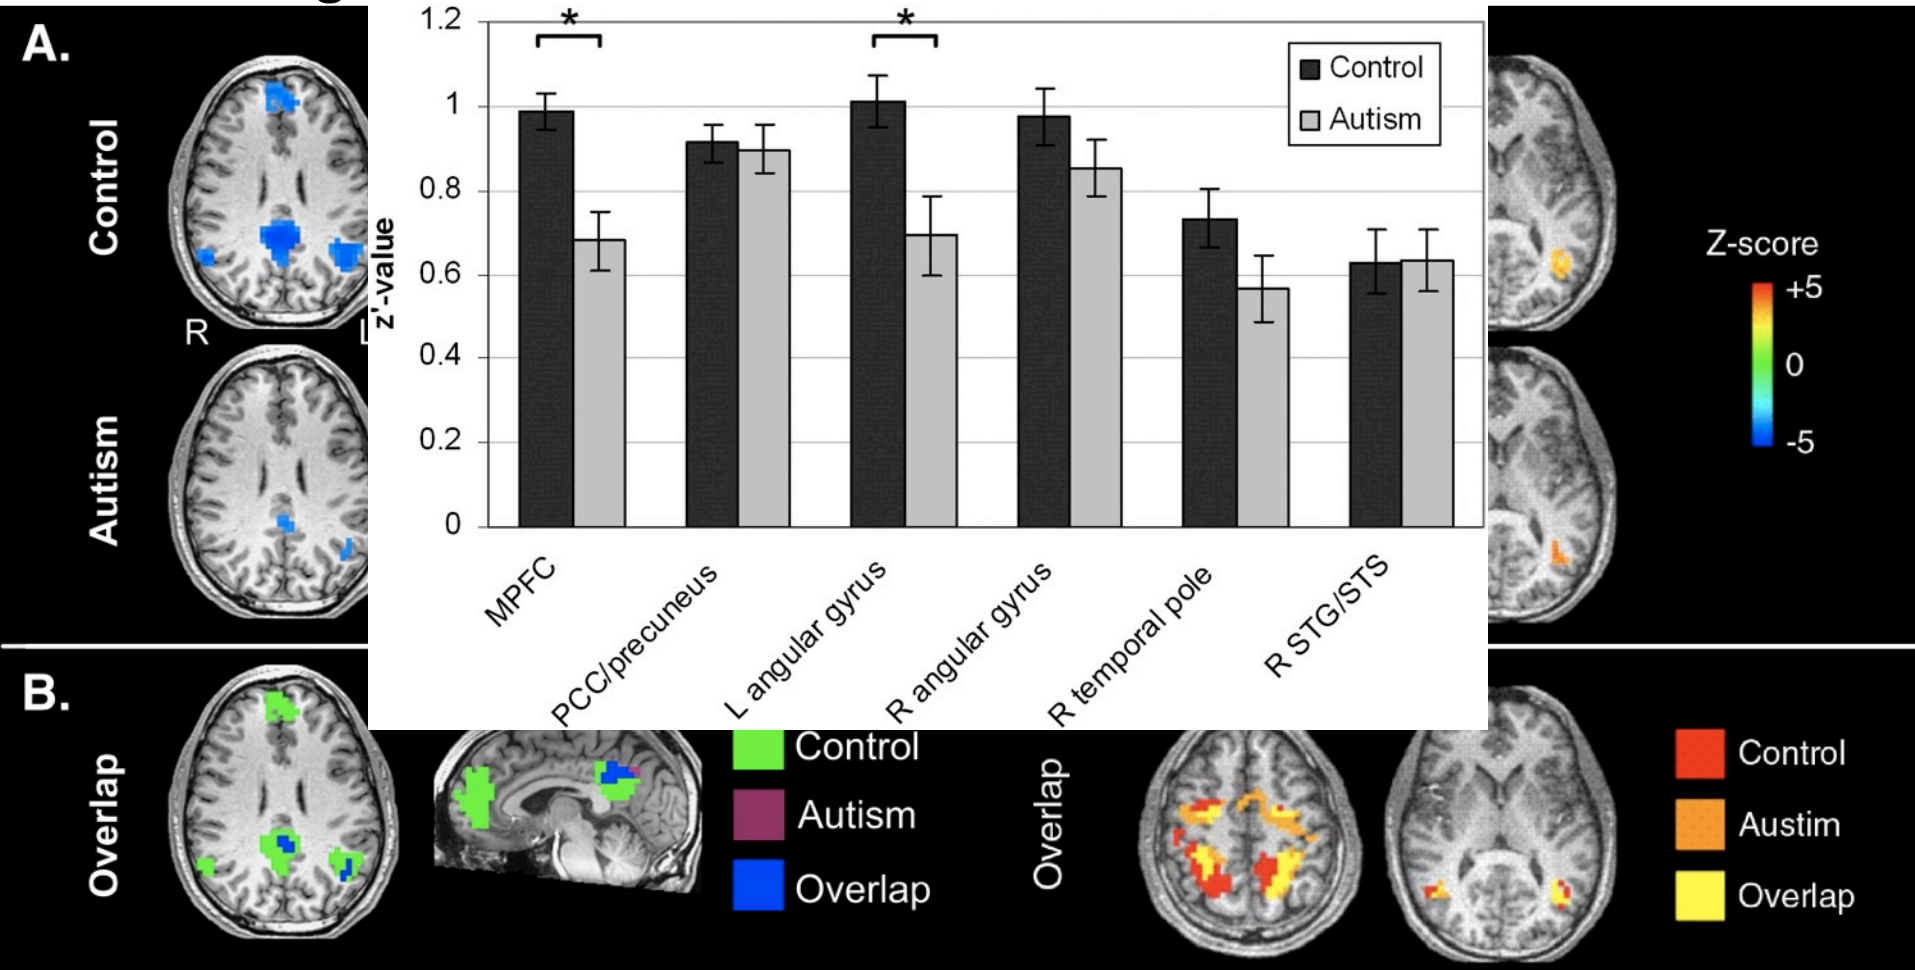 A.
Control
R
Autism
z'-value
1.2
1
0.8
0.6
0.4
0.2
0
*
*
Control
Autism
MPFC
PCC/precuneus
L angular gyrus
R angular gyrus
R temporal pole
R STG/STS
Z-score
+5
0
-5
B.
Overlap
Control
Autism
Overlap
Overlap
Control
Austim
Overlap